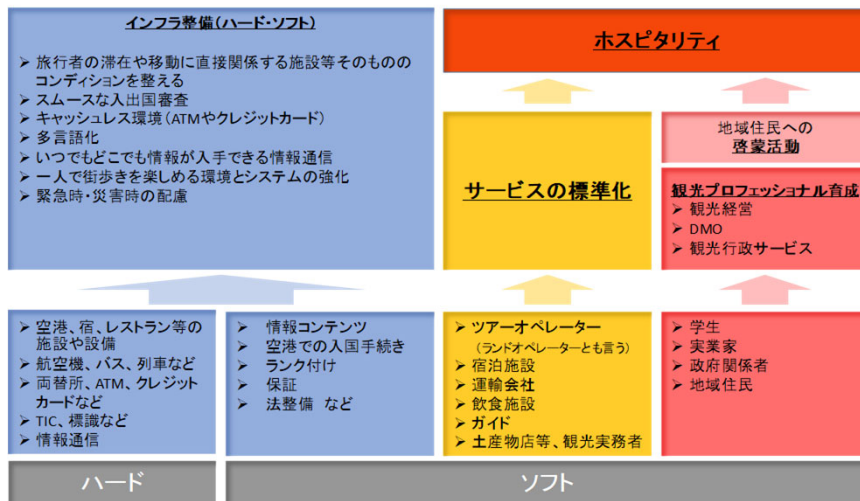 インフラ整備(ハード・ソフト)
➢ 旅行者の滞在や移動に直接関係する施設等そのものの
コンディションを整える
➢ スムースな入出国審査
➢ キャッシュレス環境(ATMやクレジットカード)
➢ 多言語化
➢ いつでもどこでも情報が入手できる情報通信
➢ 一人で街歩きを楽しめる環境とシステムの強化
➢ 緊急時・災害時の配慮
ホスピタリティ
サービスの標準化
地域住民への
啓蒙活動
観光プロフェッショナル育成
➢ 観光経営
➢ DMO
➢ 観光行政サービス
➢ 空港、宿、レストラン等の
施設や設備
➢ 航空機、バス、列車など
➢ 両替所、ATM、クレジット
カードなど
➢ TIC、標識など
➢ 情報通信
➢ 情報コンテンツ
➢ 空港での入国手続き
➢ ランク付け
➢ 保証
➢ 法整備 など
➢ ツアーオペレーター
(ランドオペレーターとも言う)
➢ 宿泊施設
➢ 運輸会社
➢ 飲食施設
➢ ガイド
➢ 土産物店等、観光実務者
➢ 学生
➢ 実業家
➢ 政府関係者
➢ 地域住民
ハード
ソフト